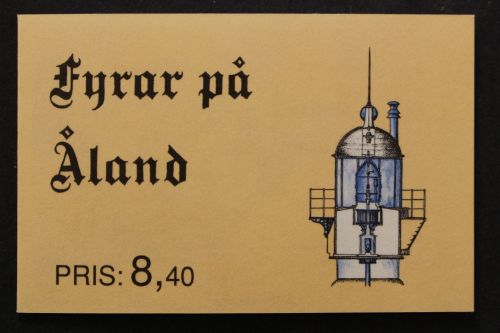 Fyrar på
Åland
PRIS: 8,40